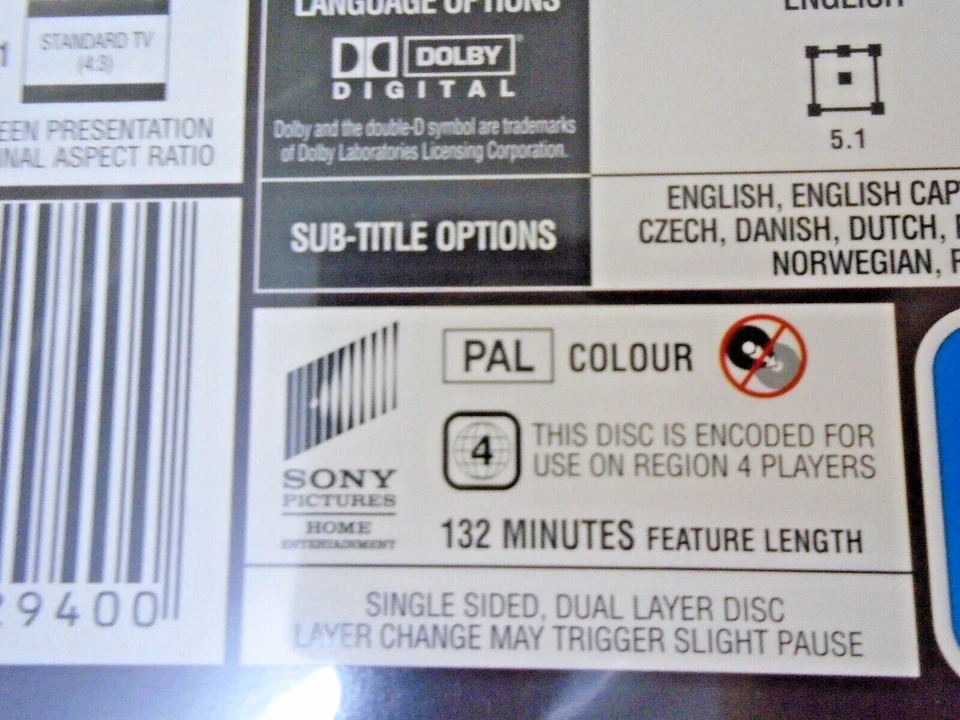 LANGUAGE OPTIONS
ENGLISH
STANDARD TV
(4:3)
1
DOLBY
DIGITAL
5.1
EEN PRESENTATION
NAL ASPECT RATIO
Dolby and the double-D symbol are trademarks
of Dolby Laboratories Licensing Corporation.
SUB-TITLE OPTIONS
ENGLISH, ENGLISH CAP
CZECH, DANISH, DUTCH,
NORWEGIAN,
PAL COLOUR
4
THIS DISC IS ENCODED FOR
USE ON REGION 4 PLAYERS
SONY
PICTURES
HOME
ENTERTAINMENT
132 MINUTES FEATURE LENGTH
SINGLE SIDED, DUAL LAYER DISC
LAYER CHANGE MAY TRIGGER SLIGHT PAUSE
29400